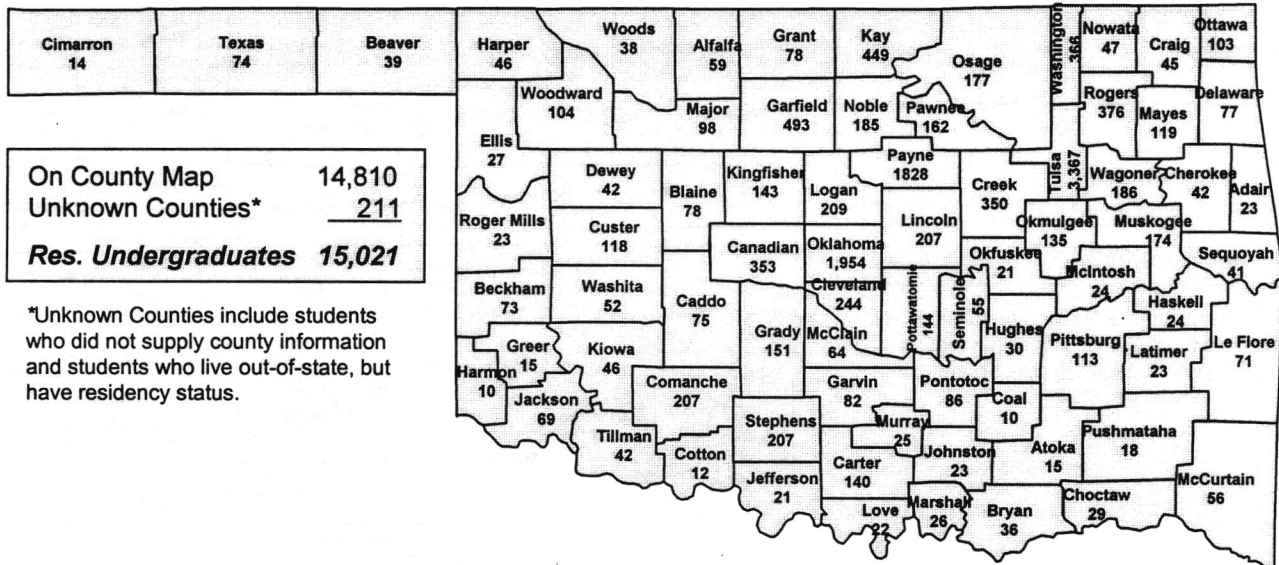 Cimarron
14
Texas
74
Beaver
39
Harper
46
Woods
38
Alfalfa
59
Grant
78
Kay
449
Osage
177
Washington
366
Nowata
47
Craig
45
Ottawa
103
Woodward
104
Major
98
Garfield
493
Noble
185
Pawnee
162
Rogers
376
Mayes
119
Delaware
77
Ellis
27
Dewey
42
Blaine
78
Kingfisher
143
Logan
209
Payne
1828
Creek
350
Tulsa
3,367
Wagoner
186
Cherokee
42
Adair
23
On County Map 14,810
Unknown Counties* 211
Res. Undergraduates 15,021
Roger Mills
23
Custer
118
Canadian
353
Oklahoma
1,954
Lincoln
207
Okmulgee
135
Muskogee
174
Okfuskee
21
McIntosh
24
Sequoyah
41
Beckham
73
Washita
52
Caddo
75
Cleveland
244
Pottawatomie
144
Seminole
55
Haskell
24
*Unknown Counties include students
who did not supply county information
and students who live out-of-state, but
have residency status.
Greer
15
Kiowa
46
Grady
151
McClain
64
Hughes
30
Pittsburg
113
Latimer
23
Le Flore
71
Harmon
10
Jackson
69
Comanche
207
Garvin
82
Pontotoc
86
Coal
10
Tillman
42
Stephens
207
Murray
25
Pushmataha
18
Cotton
12
Carter
140
Johnston
23
Atoka
15
Jefferson
21
Love
22
Marshall
26
Bryan
36
Choctaw
29
McCurtain
56